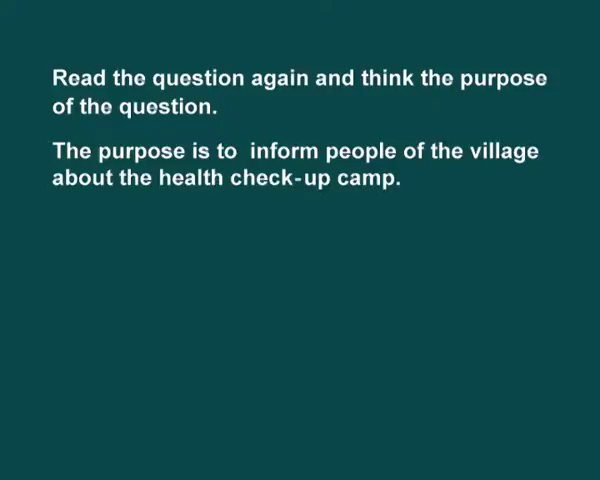 Read the question again and think the purpose
of the question.
The purpose is to inform people of the village
about the health check-up camp.